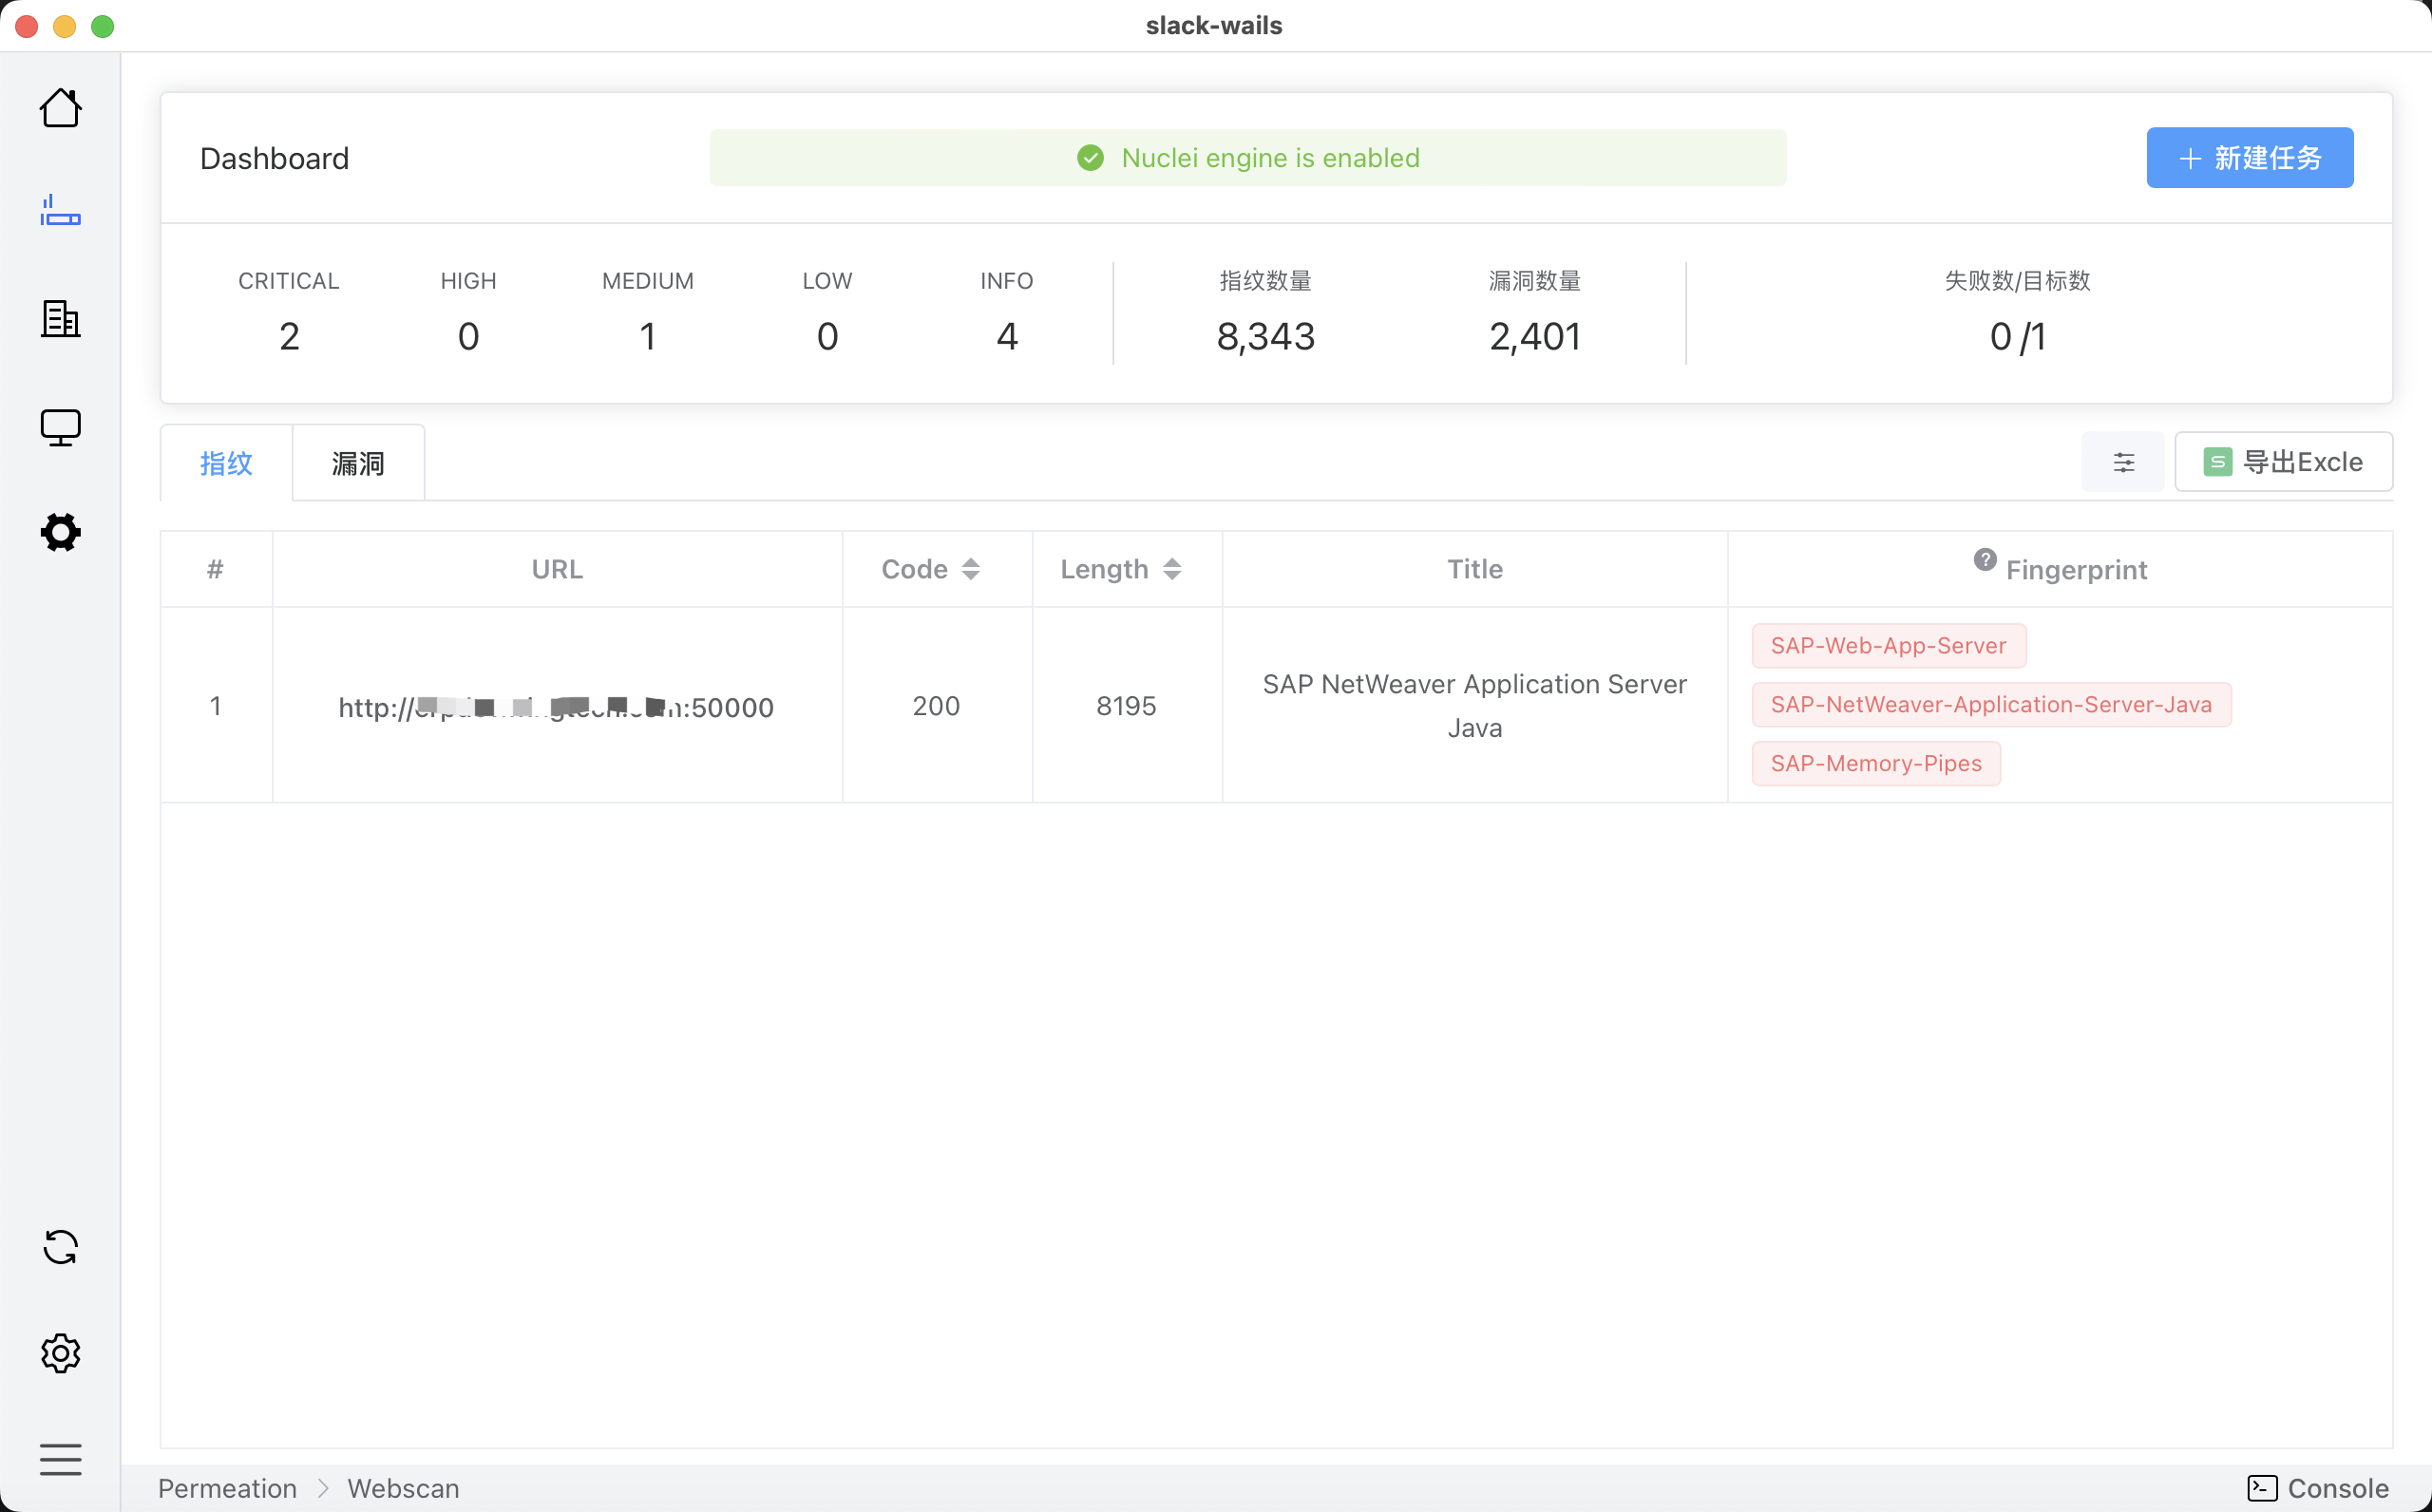 slack-wails
Dashboard
Nuclei engine is enabled
新建任务
CRITICAL HIGH MEDIUM LOW INFO 指纹数量 漏洞数量 失败数/目标数
2 0 1 0 4 8,343 2,401 0 /1
指纹 漏洞
导出Excle
# URL Code Length Title Fingerprint
SAP-Web-App-Server
1 http:// :50000 200 8195 SAP NetWeaver Application Server
Java
SAP-NetWeaver-Application-Server-Java
SAP-Memory-Pipes
Permeation > Webscan
Console